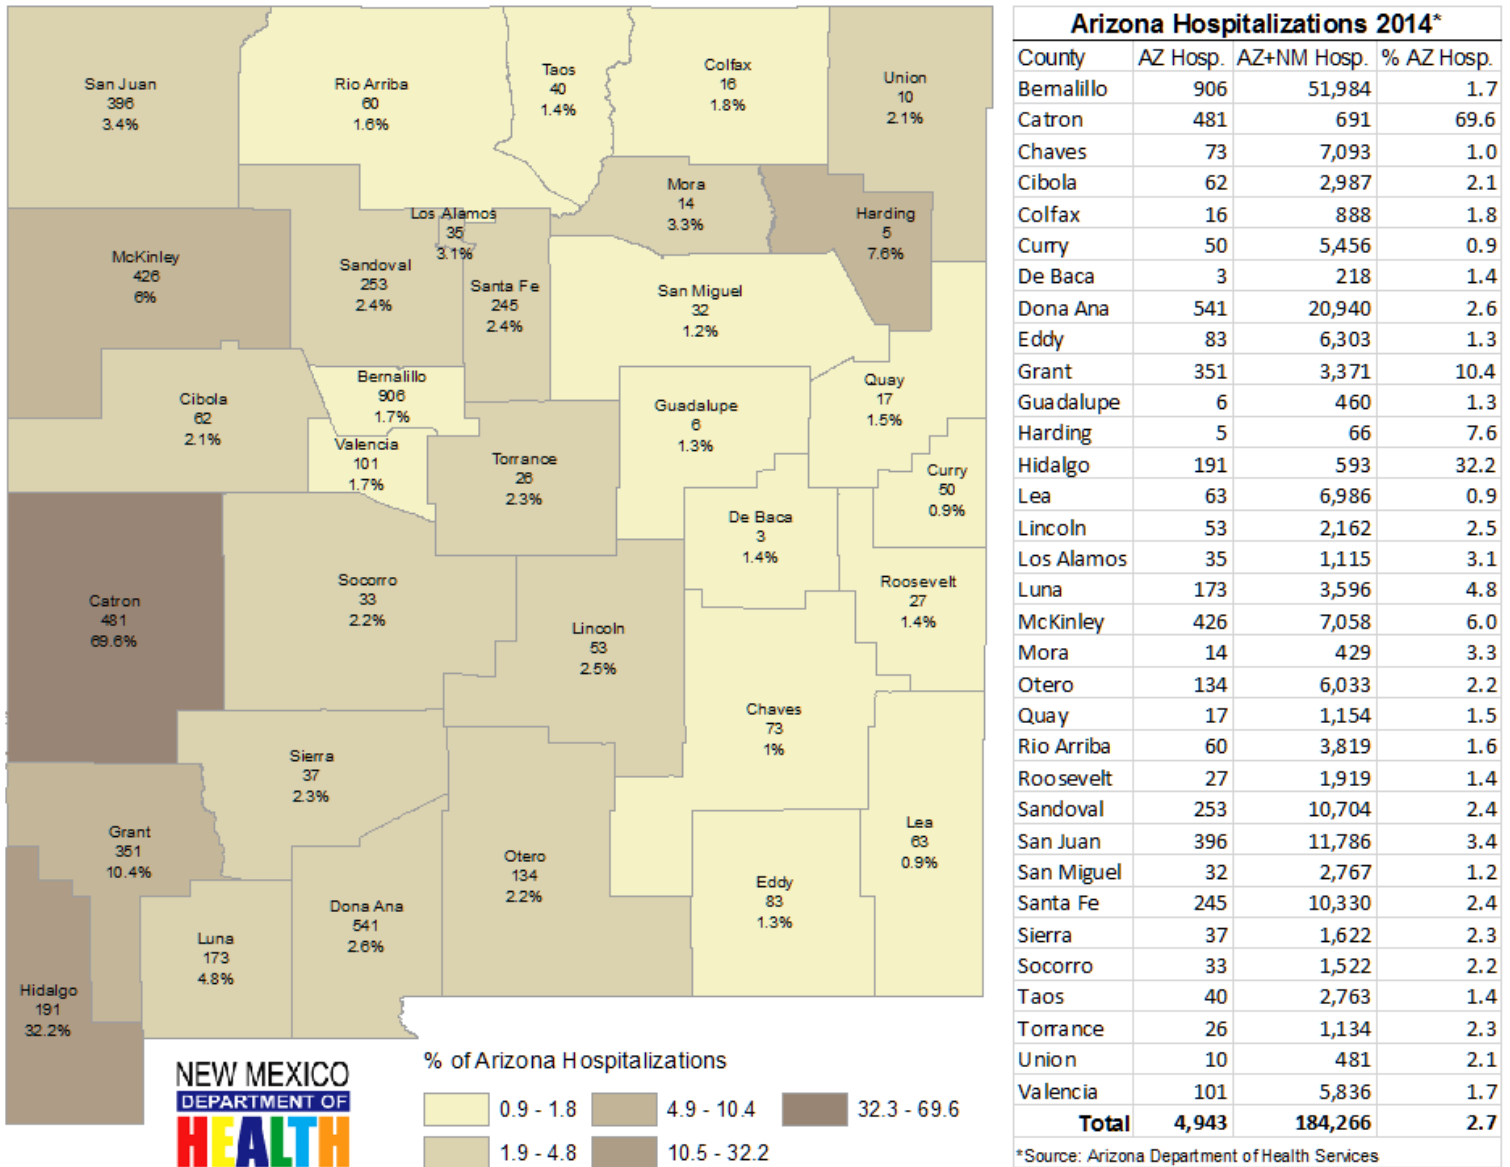 San Juan
396
3.4%
Rio Arriba
60
1.6%
Taos
40
1.4%
Colfax
16
1.8%
Union
10
2.1%
McKinley
426
6%
Sandoval
253
2.4%
Los Alamos
35
3.1%
Santa Fe
245
2.4%
Mora
14
3.3%
Harding
5
7.6%
San Miguel
32
1.2%
Cibola
62
2.1%
Bernalillo
906
1.7%
Valencia
101
1.7%
Torrance
26
2.3%
Guadalupe
6
1.3%
Quay
17
1.5%
Curry
50
0.9%
De Baca
3
1.4%
Roosevelt
27
1.4%
Catron
481
69.6%
Socorro
33
2.2%
Lincoln
53
2.5%
Chaves
73
1%
Sierra
37
2.3%
Grant
351
10.4%
Otero
134
2.2%
Lea
63
0.9%
Eddy
83
1.3%
Dona Ana
541
2.6%
Luna
173
4.8%
Hidalgo
191
32.2%
NEW MEXICO
DEPARTMENT OF
HEALTH
% of Arizona Hospitalizations
0.9 - 1.8
4.9 - 10.4
32.3 - 69.6
1.9 - 4.8
10.5 - 32.2
Arizona Hospitalizations 2014*
County AZ Hosp. AZ+NM Hosp. % AZ Hosp.
Bernalillo 906 51,984 1.7
Catron 481 691 69.6
Chaves 73 7,093 1.0
Cibola 62 2,987 2.1
Colfax 16 888 1.8
Curry 50 5,456 0.9
De Baca 3 218 1.4
Dona Ana 541 20,940 2.6
Eddy 83 6,303 1.3
Grant 351 3,371 10.4
Guadalupe 6 460 1.3
Harding 5 66 7.6
Hidalgo 191 593 32.2
Lea 63 6,986 0.9
Lincoln 53 2,162 2.5
Los Alamos 35 1,115 3.1
Luna 173 3,596 4.8
McKinley 426 7,058 6.0
Mora 14 429 3.3
Otero 134 6,033 2.2
Quay 17 1,154 1.5
Rio Arriba 60 3,819 1.6
Roosevelt 27 1,919 1.4
Sandoval 253 10,704 2.4
San Juan 396 11,786 3.4
San Miguel 32 2,767 1.2
Santa Fe 245 10,330 2.4
Sierra 37 1,622 2.3
Socorro 33 1,522 2.2
Taos 40 2,763 1.4
Torrance 26 1,134 2.3
Union 10 481 2.1
Valencia 101 5,836 1.7
Total 4,943 184,266 2.7
*Source: Arizona Department of Health Services